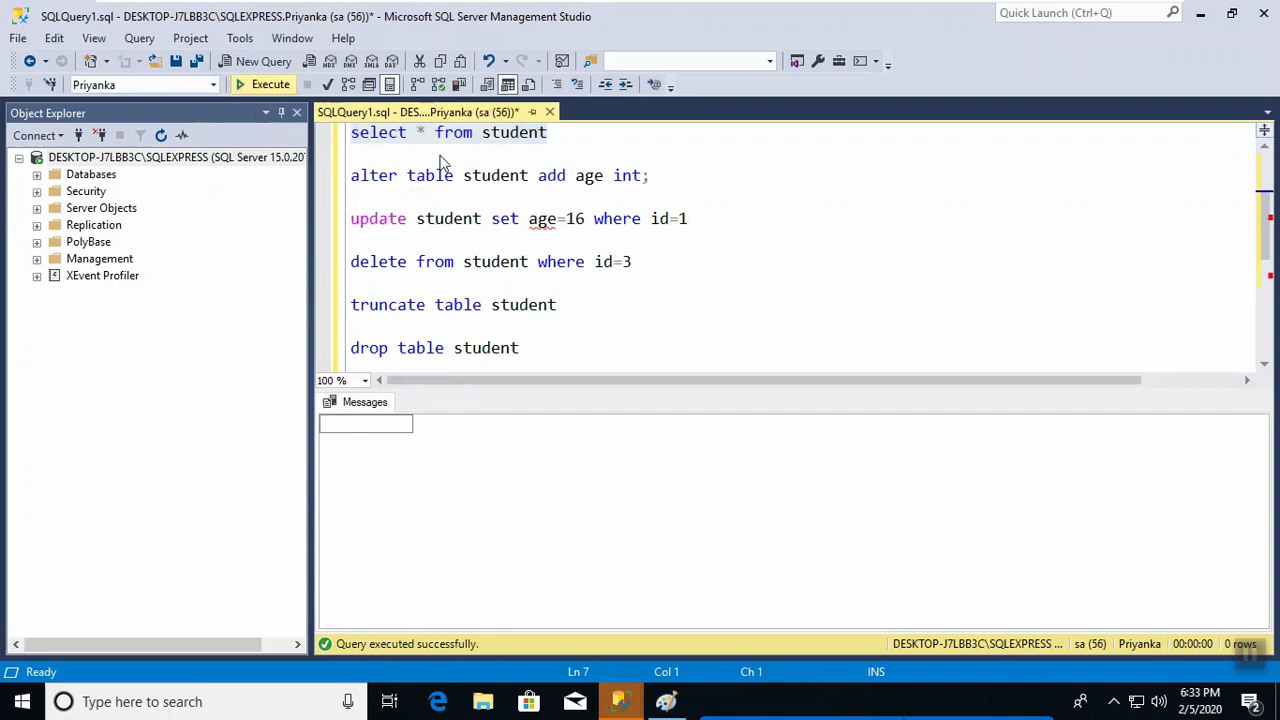 SQLQuery1.sql - DESKTOP-J7LBB3C\SQLEXPRESS.Priyanka (sa (56))* - Microsoft SQL Server Management Studio
Quick Launch (Ctrl+Q)
File Edit View Query Project Tools Window Help
New Query
MDX DMX XMLA DAX
Priyanka
Execute
Object Explorer
SQLQuery1.sql - DES....Priyanka (sa (56))*
Connect
DESKTOP-J7LBB3C\SQLEXPRESS (SQL Server 15.0.20
Databases
Security
Server Objects
Replication
PolyBase
Management
XEvent Profiler
select * from student
alter table student add age int;
update student set age=16 where id=1
delete from student where id=3
truncate table student
drop table student
100 %
Messages
Query executed successfully.
DESKTOP-J7LBB3C\SQLEXPRESS ... sa (56) Priyanka 00:00:00 0 rows
Ready
Ln 7 Col 1 Ch 1 INS
Type here to search
6:33 PM
2/5/2020
2